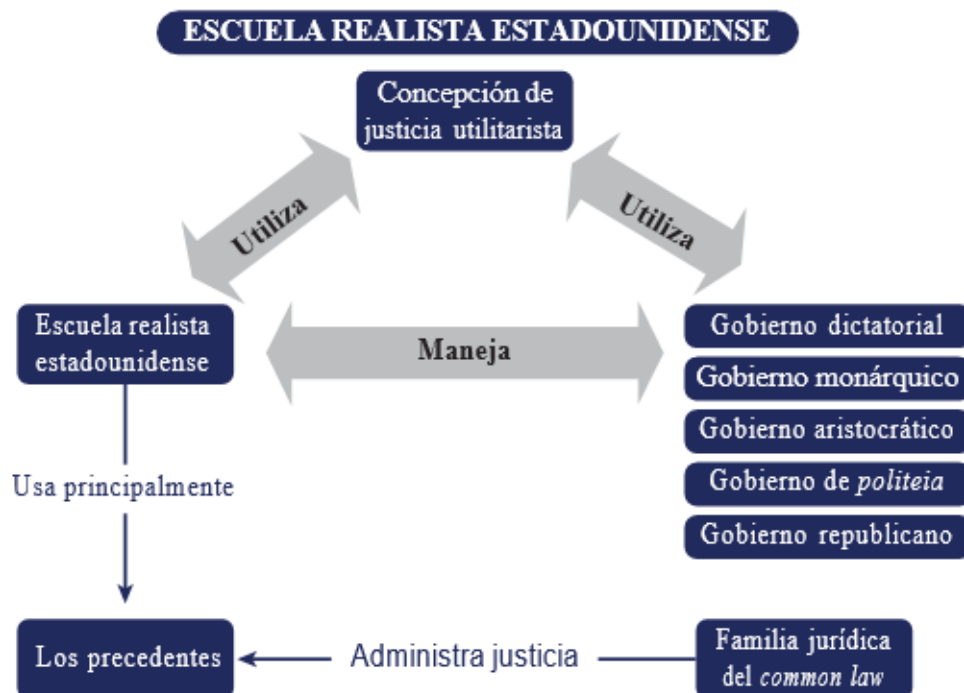 ESCUELA REALISTA ESTADOUNIDENSE
Concepción de
justicia utilitarista
Utiliza
Utiliza
Escuela realista
estadounidense
Maneja
Gobierno dictatorial
Gobierno monárquico
Gobierno aristocrático
Gobierno de politeia
Gobierno republicano
Usa principalmente
Los precedentes
Administra justicia
Familia jurídica
del common law